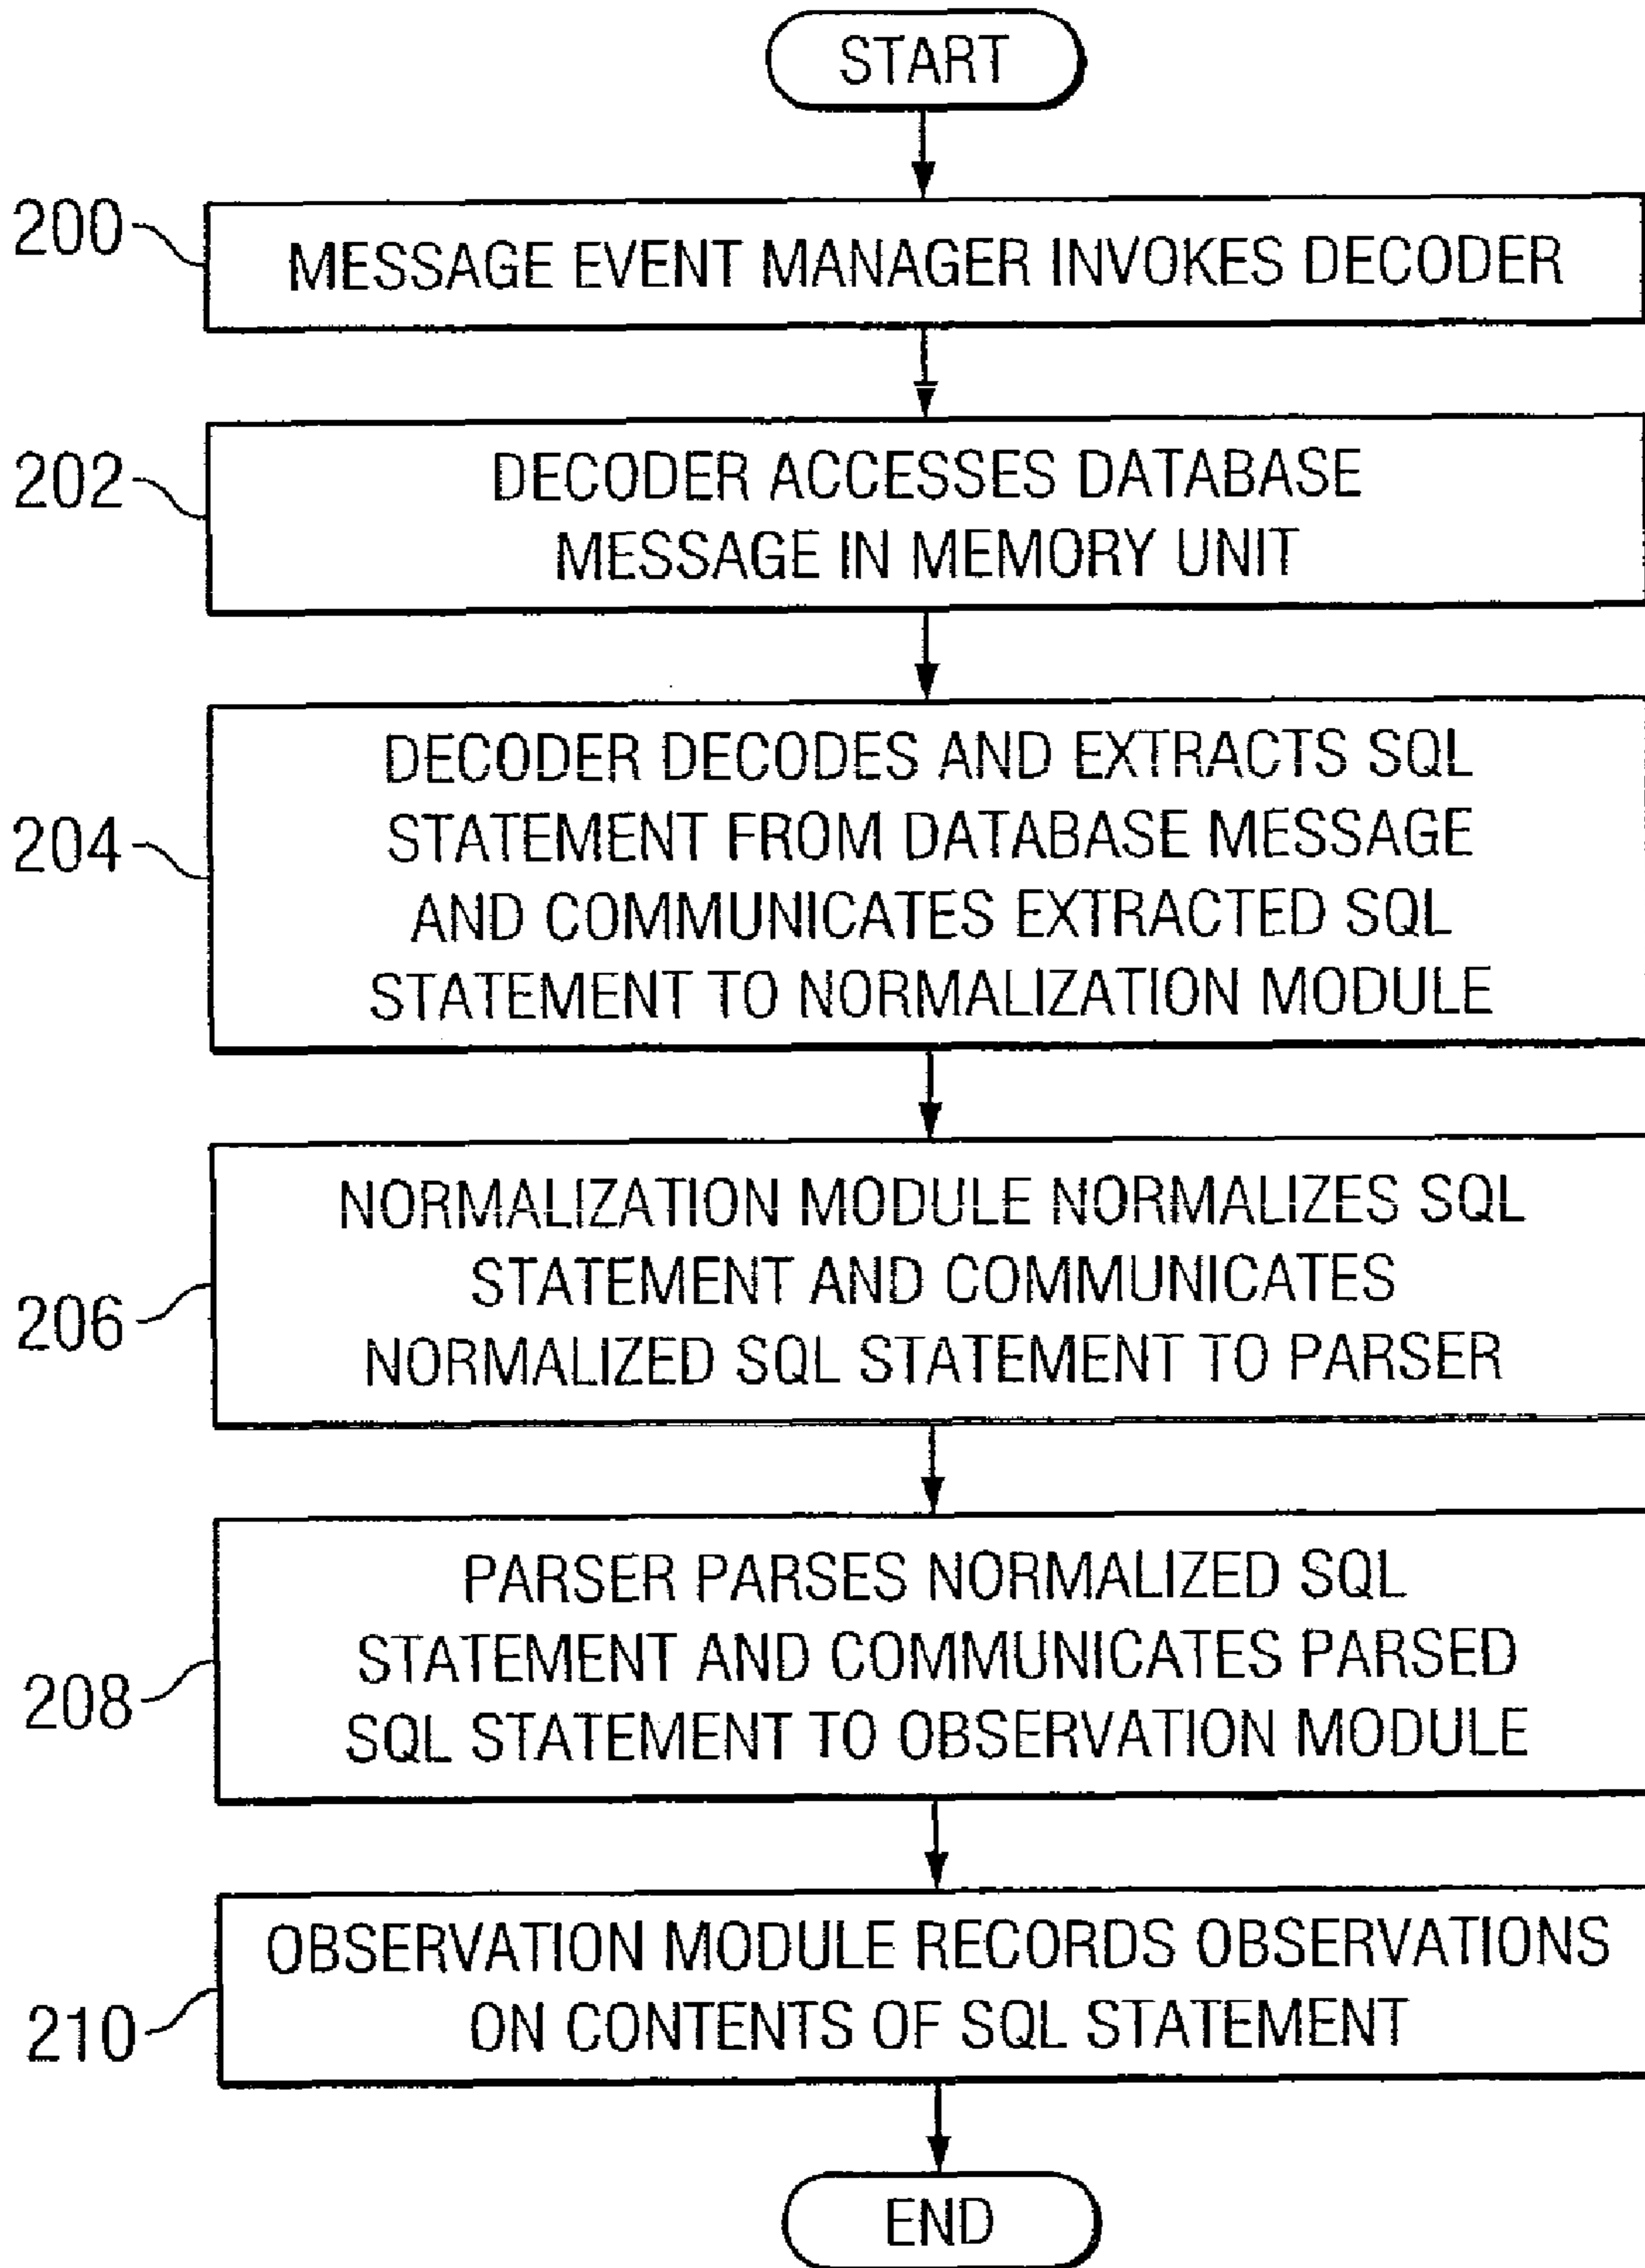 START
200
MESSAGE EVENT MANAGER INVOKES DECODER
202
DECODER ACCESSES DATABASE
MESSAGE IN MEMORY UNIT
204
DECODER DECODES AND EXTRACTS SQL
STATEMENT FROM DATABASE MESSAGE
AND COMMUNICATES EXTRACTED SQL
STATEMENT TO NORMALIZATION MODULE
206
NORMALIZATION MODULE NORMALIZES SQL
STATEMENT AND COMMUNICATES
NORMALIZED SQL STATEMENT TO PARSER
208
PARSER PARSES NORMALIZED SQL
STATEMENT AND COMMUNICATES PARSED
SQL STATEMENT TO OBSERVATION MODULE
210
OBSERVATION MODULE RECORDS OBSERVATIONS
ON CONTENTS OF SQL STATEMENT
END